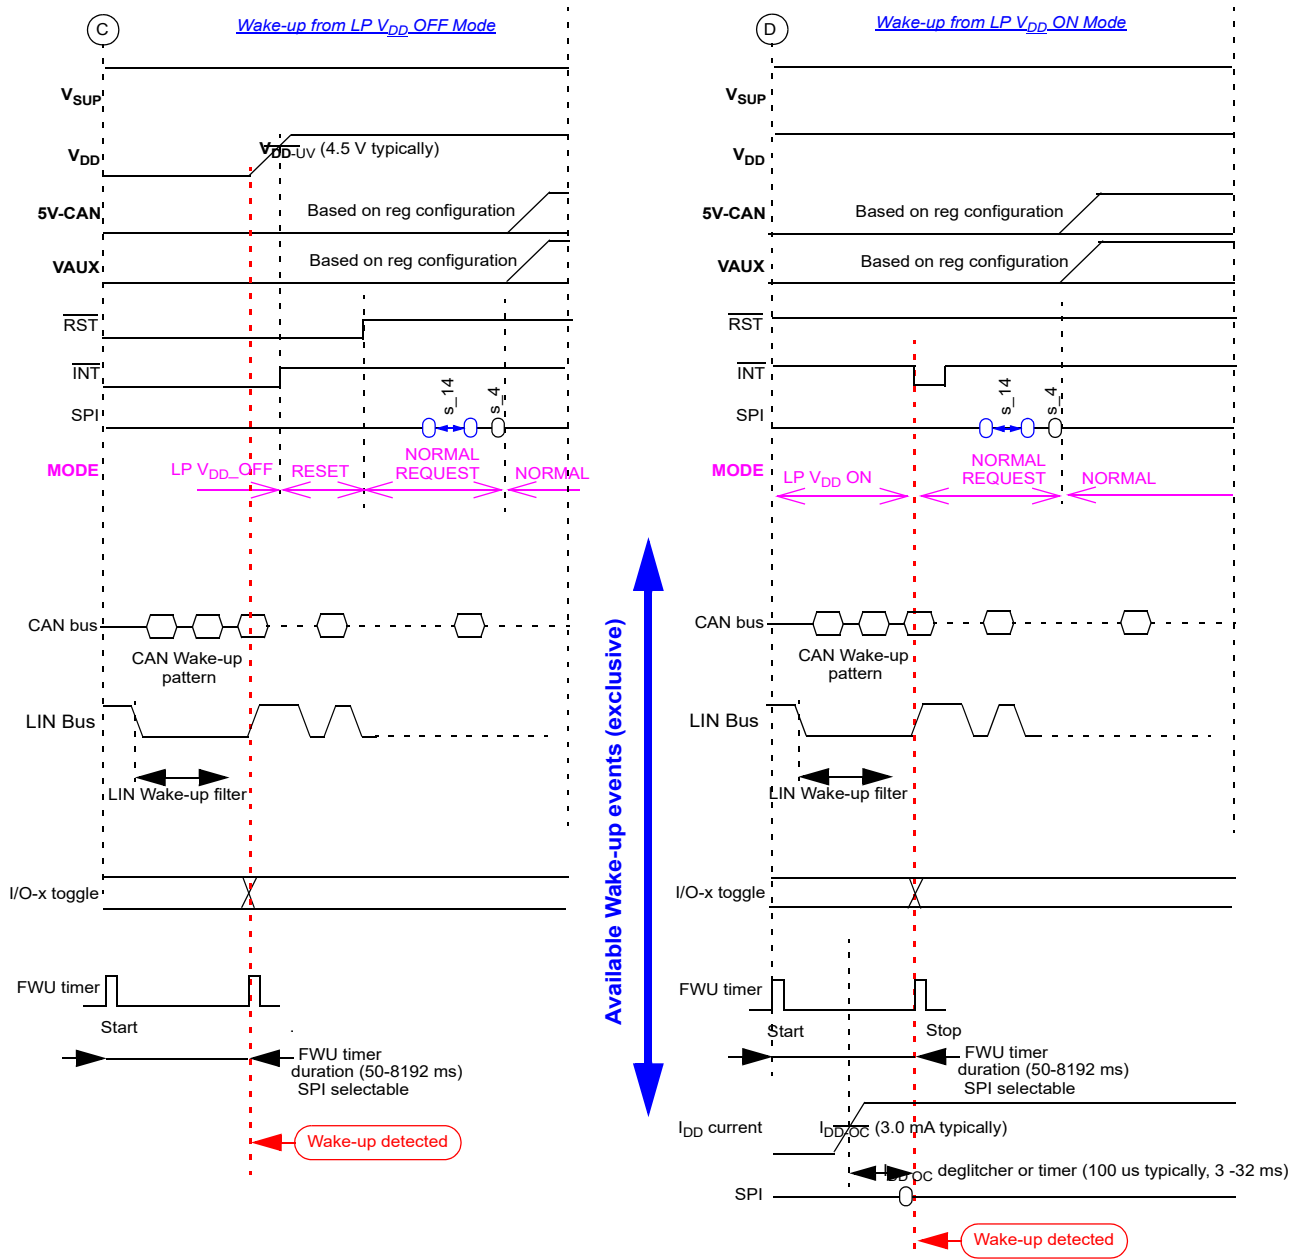 C
Wake-up from LP VDD OFF Mode
VSUP
VDD
VDD-UV (4.5 V typically)
5V-CAN
Based on reg configuration
VAUX
Based on reg configuration
RST
INT
SPI
s_14
s_4
MODE
LP VDD_OFF
RESET
NORMAL
REQUEST
NORMAL
CAN bus
CAN Wake-up
pattern
LIN Bus
LIN Wake-up filter
I/O-x toggle
FWU timer
Start
FWU timer
duration (50-8192 ms)
SPI selectable
Wake-up detected
Available Wake-up events (exclusive)
D
Wake-up from LP VDD ON Mode
VSUP
VDD
5V-CAN
Based on reg configuration
VAUX
Based on reg configuration
RST
INT
SPI
s_14
s_4
MODE
LP VDD ON
NORMAL
REQUEST
NORMAL
CAN bus
CAN Wake-up
pattern
LIN Bus
LIN Wake-up filter
I/O-x toggle
FWU timer
Start
Stop
FWU timer
duration (50-8192 ms)
SPI selectable
IDD current
IDD-OC (3.0 mA typically)
IDD OC deglitcher or timer (100 us typically, 3 -32 ms)
SPI
Wake-up detected